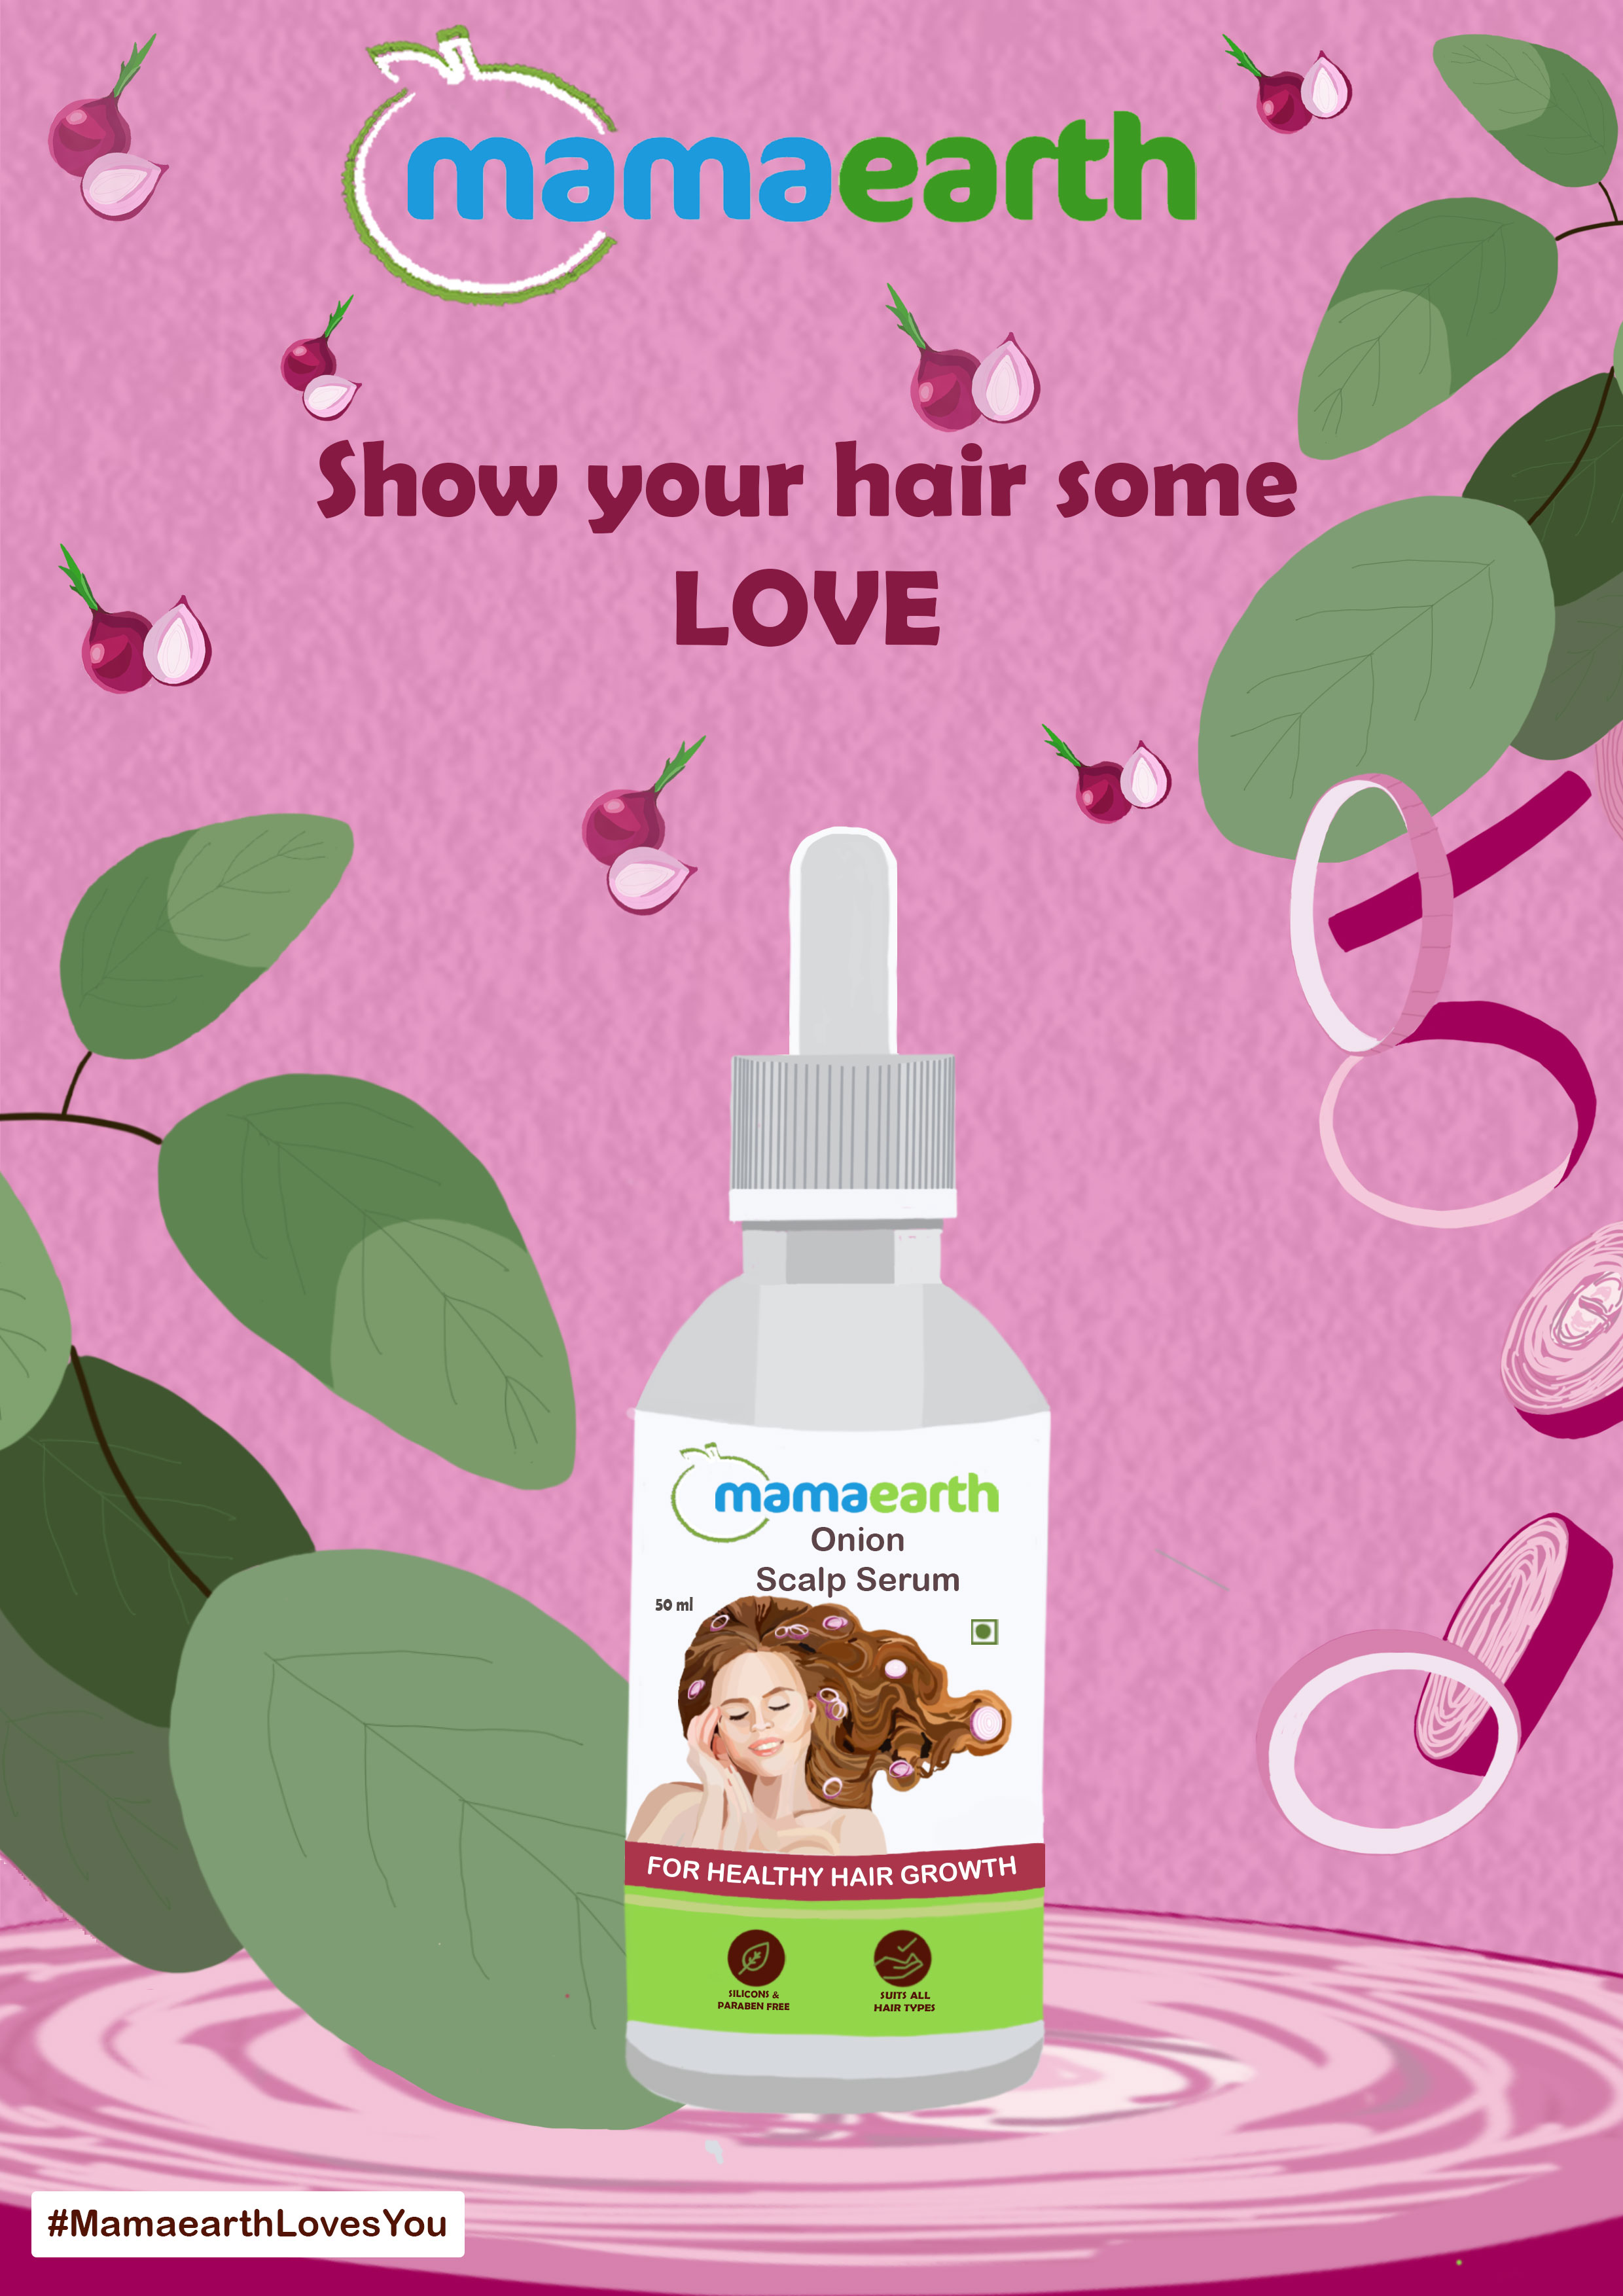 mamaearth
Show your hair some
LOVE
mamaearth
Onion
Scalp Serum
50 ml
FOR HEALTHY HAIR GROWTH
SILICONS &
PARABEN FREE
SUITS ALL
HAIR TYPES
#MamaearthLovesYou